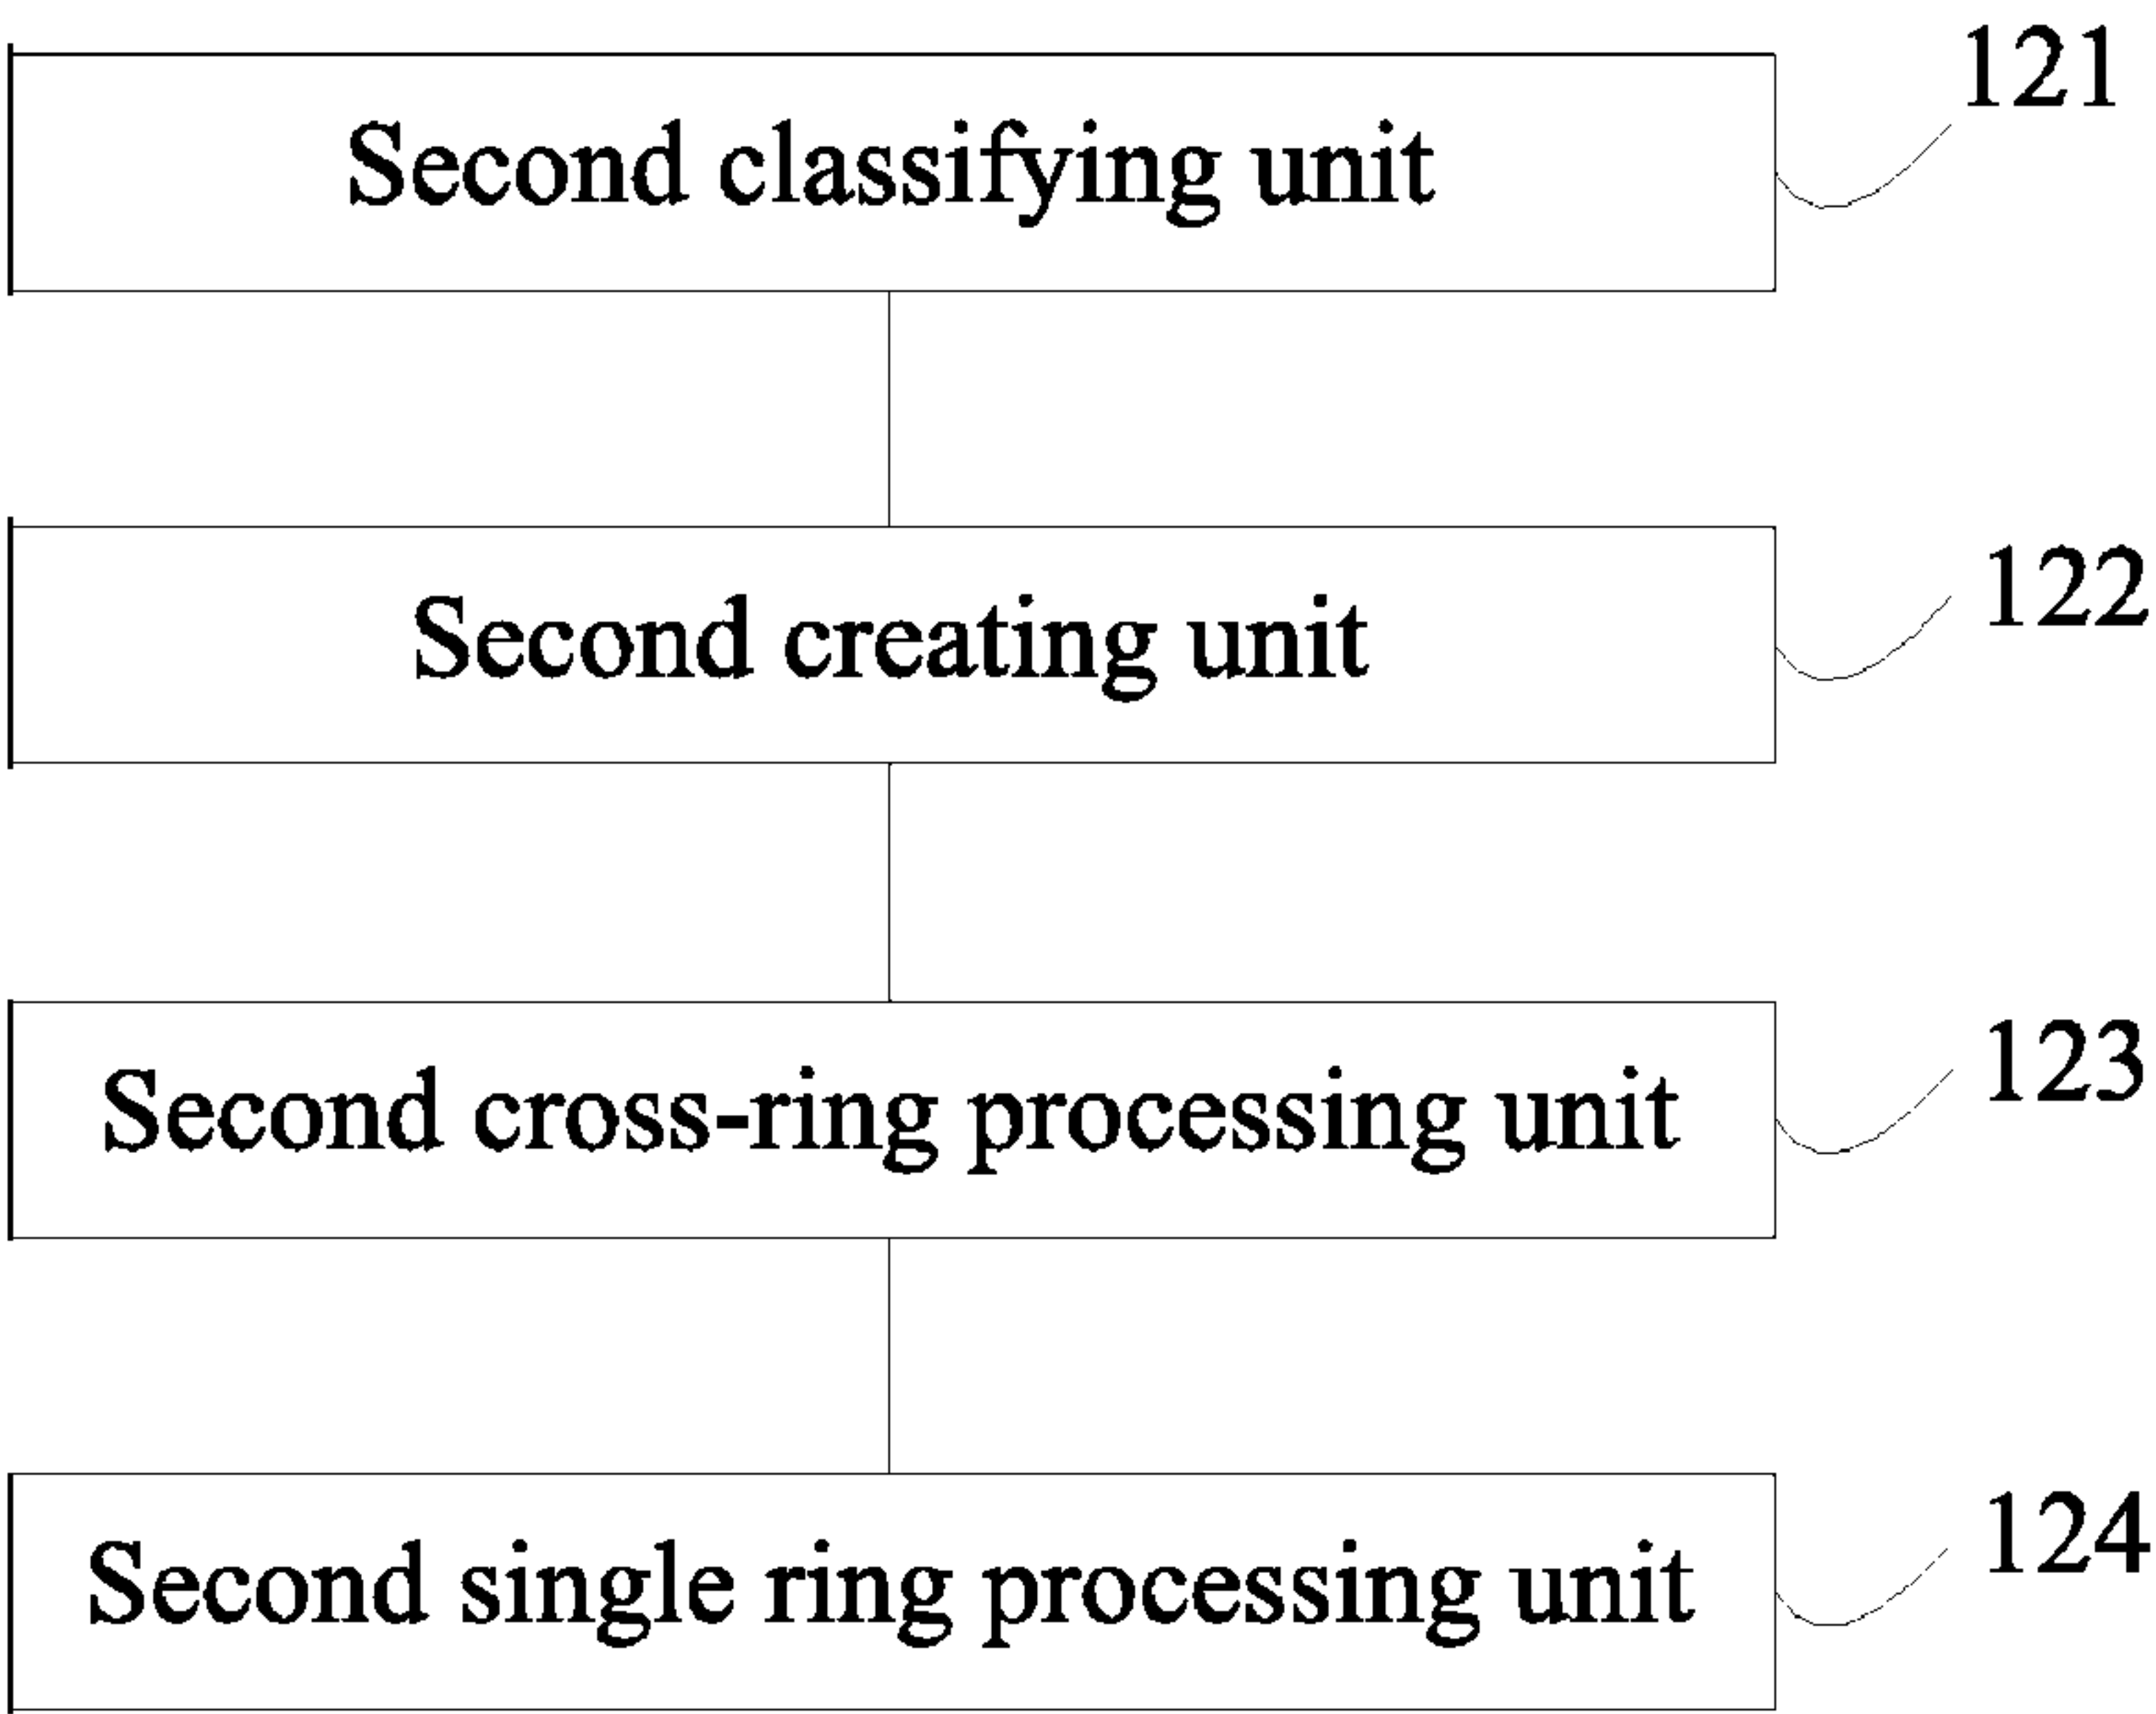 121
Second classifying unit
122
Second creating unit
123
Second cross-ring processing unit
124
Second single ring processing unit